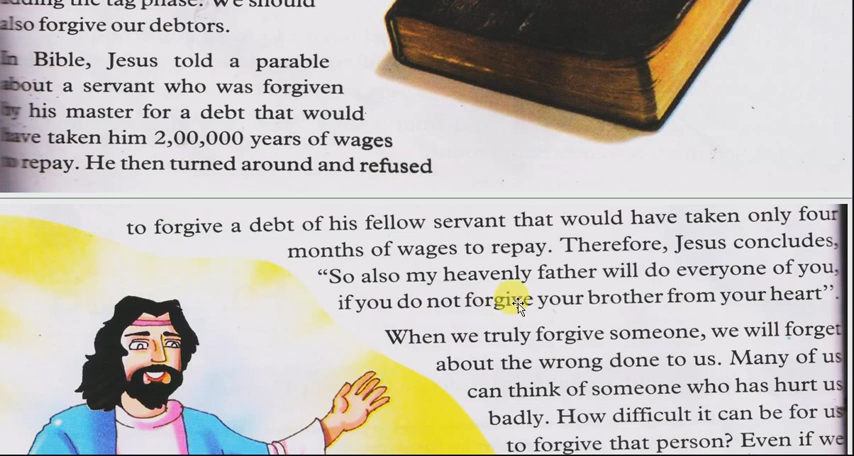 also forgive our debtors.
In Bible, Jesus told a parable
about a servant who was forgiven
by his master for a debt that would
have taken him 2,00,000 years of wages
to repay. He then turned around and refused
to forgive a debt of his fellow servant that would have taken only four
months of wages to repay. Therefore, Jesus concludes,
“So also my heavenly father will do everyone of you,
if you do not forgive your brother from your heart”.
When we truly forgive someone, we will forget
about the wrong done to us. Many of us
can think of someone who has hurt us
badly. How difficult it can be for us
to forgive that person? Even if we